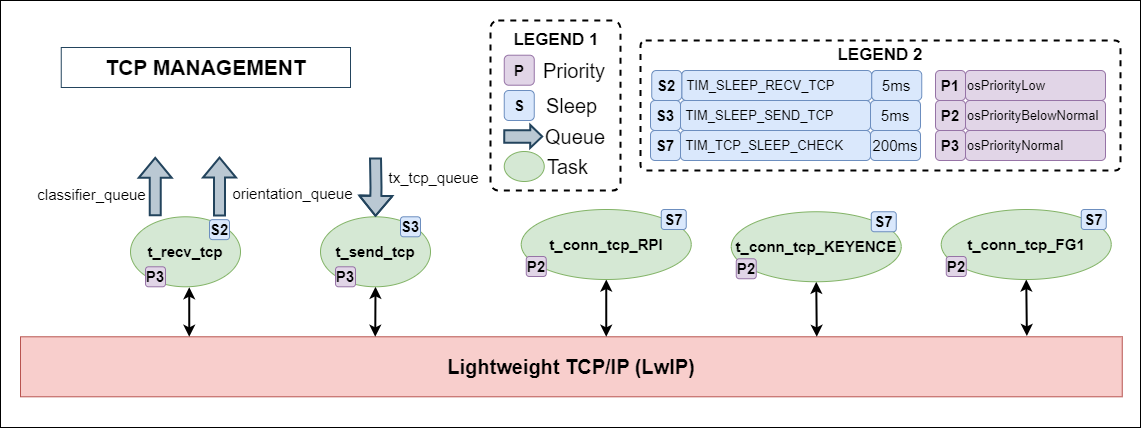 TCP MANAGEMENT
LEGEND 1
P Priority
S Sleep
Queue
Task
LEGEND 2
S2 TIM_SLEEP_RECV_TCP 5ms
S3 TIM_SLEEP_SEND_TCP 5ms
S7 TIM_TCP_SLEEP_CHECK 200ms
P1 osPriorityLow
P2 osPriorityBelowNormal
P3 osPriorityNormal
classifier_queue
orientation_queue
tx_tcp_queue
S2
t_recv_tcp
P3
S3
t_send_tcp
P3
S7
t_conn_tcp_RPI
P2
S7
t_conn_tcp_KEYENCE
P2
S7
t_conn_tcp_FG1
P2
Lightweight TCP/IP (LwIP)